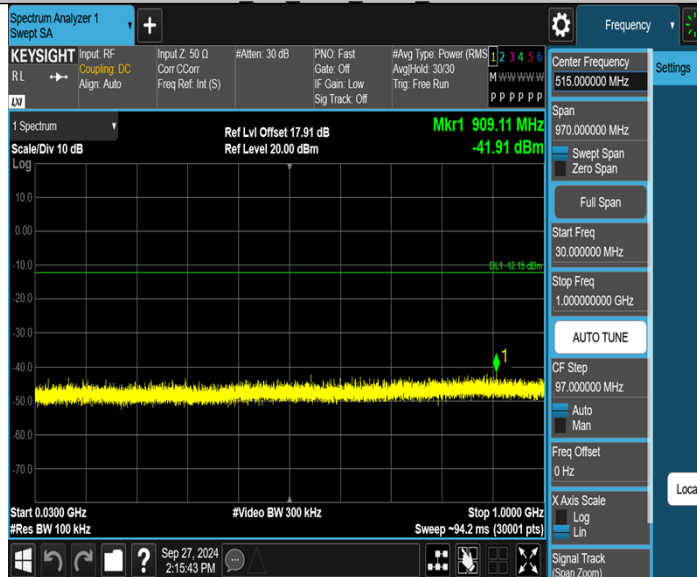 Spectrum Analyzer 1
Swept SA
Frequency
KEYSIGHT
R L
LXI
Input: RF
Coupling: DC
Align: Auto
Input Z: 50 Ω
Corr CCorr
Freq Ref: Int (S)
#Atten: 30 dB
PNO: Fast
Gate: Off
IF Gain: Low
Sig Track: Off
#Avg Type: Power (RMS
Avg|Hold: 30/30
Trig: Free Run
1 2 3 4 5 6
M W W W W W
P P P P P P
1 Spectrum
Scale/Div 10 dB
Log
Ref Lvl Offset 17.91 dB
Ref Level 20.00 dBm
Mkr1 909.11 MHz
-41.91 dBm
10.0
0.00
-10.0
DL1 -12.15 dBm
-20.0
-30.0
-40.0
1
-50.0
-60.0
-70.0
Start 0.0300 GHz
#Res BW 100 kHz
#Video BW 300 kHz
Stop 1.0000 GHz
Sweep ~94.2 ms (30001 pts)
Sep 27, 2024
2:15:43 PM
Center Frequency
515.000000 MHz
Span
970.000000 MHz
Swept Span
Zero Span
Full Span
Start Freq
30.000000 MHz
Stop Freq
1.000000000 GHz
AUTO TUNE
CF Step
97.000000 MHz
Auto
Man
Freq Offset
0 Hz
X Axis Scale
Log
Lin
Signal Track
(Span Zoom)
Settings
Loca